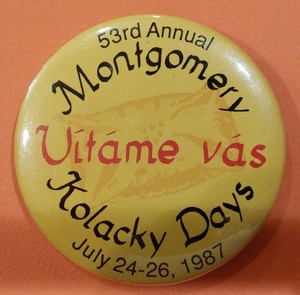 53rd Annual
Montgomery
Vítáme vás
Kolacky Days
July 24-26, 1987